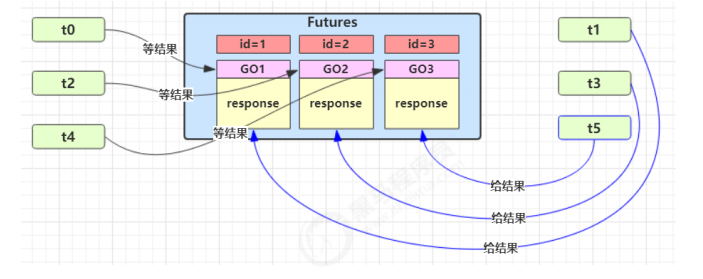 Futures
t0
t1
等结果
id=1
id=2
id=3
GO1
GO2
GO3
t2
t3
等结果
response
response
response
t4
等结果
t5
给结果
给结果
给结果